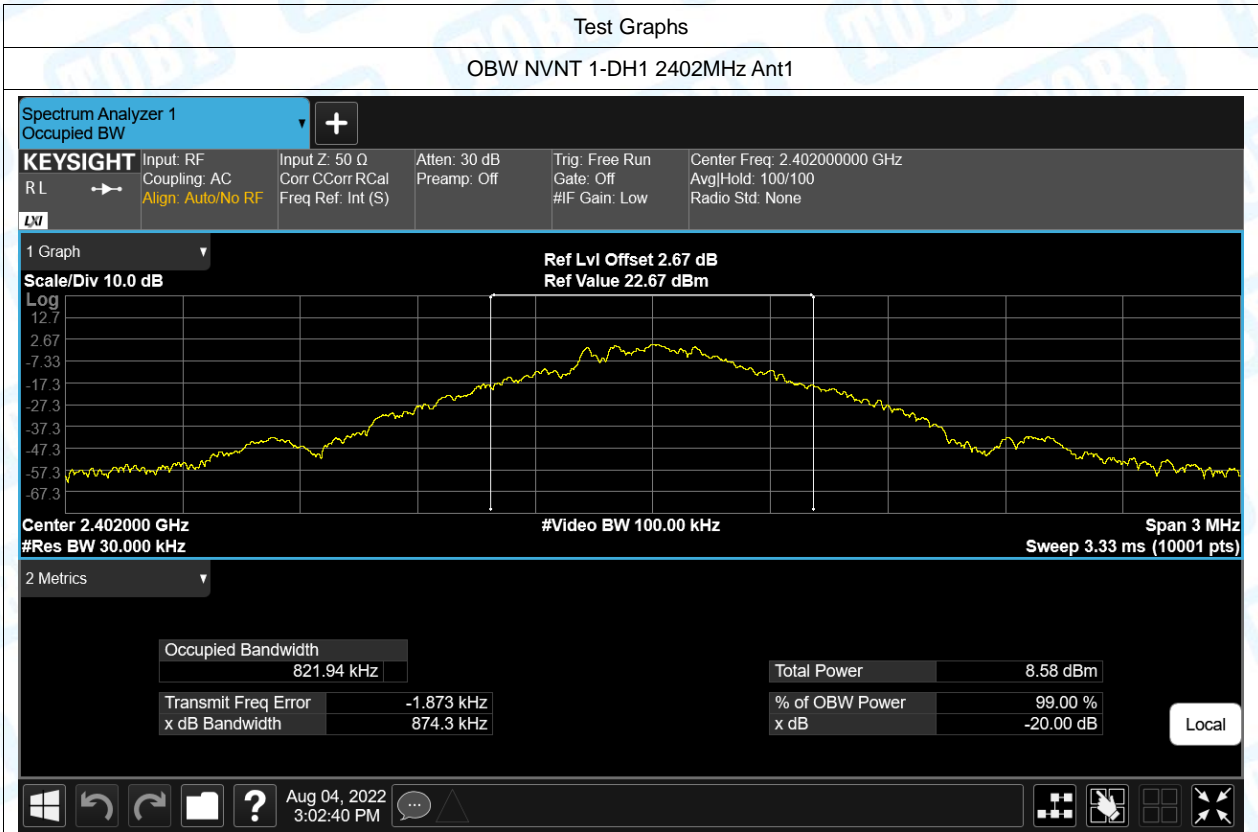 Test Graphs
OBW NVNT 1-DH1 2402MHz Ant1
Spectrum Analyzer 1
Occupied BW
KEYSIGHT
R L
LXI
Input: RF
Coupling: AC
Align: Auto/No RF
Input Z: 50 Ω
Corr CCorr RCal
Freq Ref: Int (S)
Atten: 30 dB
Preamp: Off
Trig: Free Run
Gate: Off
#IF Gain: Low
Center Freq: 2.402000000 GHz
Avg|Hold: 100/100
Radio Std: None
1 Graph
Scale/Div 10.0 dB
Ref Lvl Offset 2.67 dB
Ref Value 22.67 dBm
Log
12.7
2.67
-7.33
-17.3
-27.3
-37.3
-47.3
-57.3
-67.3
Center 2.402000 GHz
#Video BW 100.00 kHz
Span 3 MHz
#Res BW 30.000 kHz
Sweep 3.33 ms (10001 pts)
2 Metrics
Occupied Bandwidth
821.94 kHz
Total Power 8.58 dBm
Transmit Freq Error -1.873 kHz
% of OBW Power 99.00 %
x dB Bandwidth 874.3 kHz
x dB -20.00 dB
Local
?
Aug 04, 2022
3:02:40 PM
TOBY